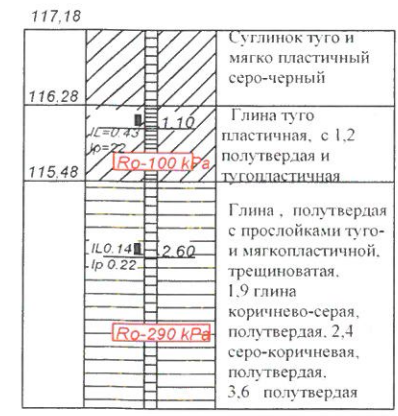 117,18
Суглинок туго и
мягко пластичный
серо-черный
116,28
Глина туго
пластичная, с 1,2
полутвердая и
тугопластичная
1,10
IL=0.43
Ip=22
Ro-100 kPa
115,48
Глина , полутвердая
с прослойками туго-
и мягкопластичной,
трещиноватая.
1,9 глина
коричнево-серая,
полутвердая. 2,4
серо-коричневая,
полутвердая.
3,6 полутвердая
IL0.14
Ip 0.22
2.60
Ro-290 kPa